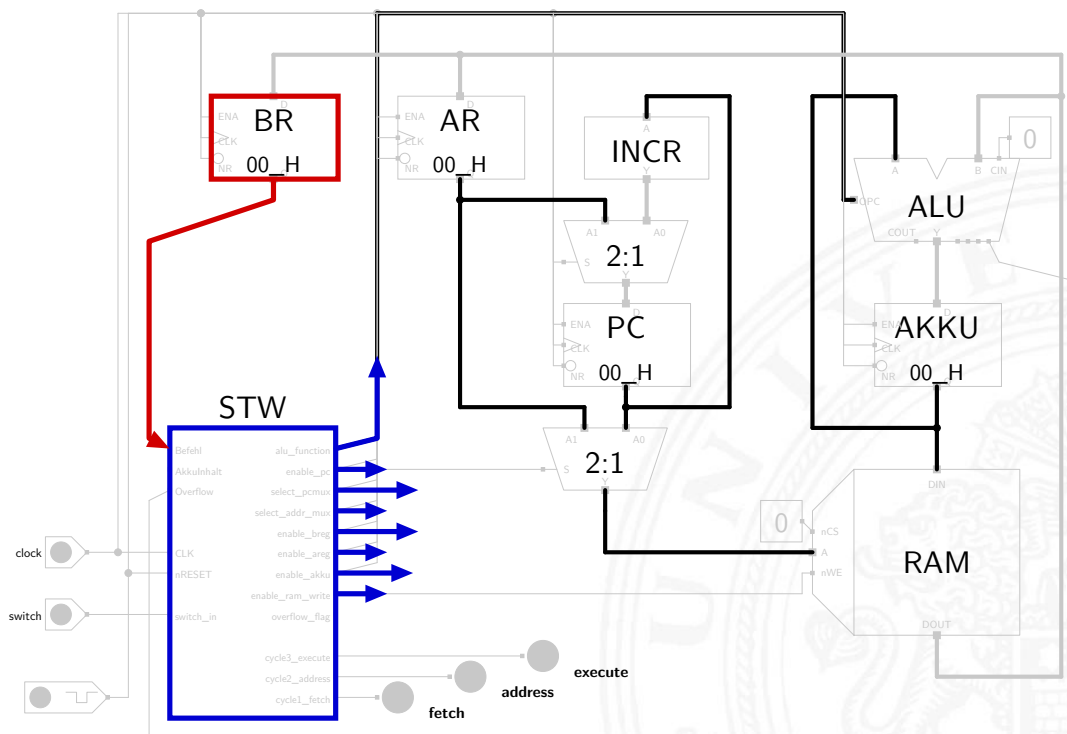 D
ENA
BR
CLK
00_H
NR
ENA
AR
CLK
00_H
NR
A
INCR
Y
A
B
CIN
0
OPC
ALU
COUT
Y
A1
A0
2:1
S
Y
D
ENA
PC
CLK
00_H
NR
D
ENA
AKKU
CLK
00_H
NR
STW
A1
A0
2:1
S
Y
Befehl
alu_function
AkkuInhalt
enable_pc
Overflow
select_pcmux
select_addr_mux
enable_breg
clock
CLK
enable_areg
nRESET
enable_akku
enable_ram_write
switch
switch_in
overflow_flag
DIN
0
nCS
A
RAM
nWE
DOUT
cycle3_execute
execute
cycle2_address
address
cycle1_fetch
fetch
U N I V E